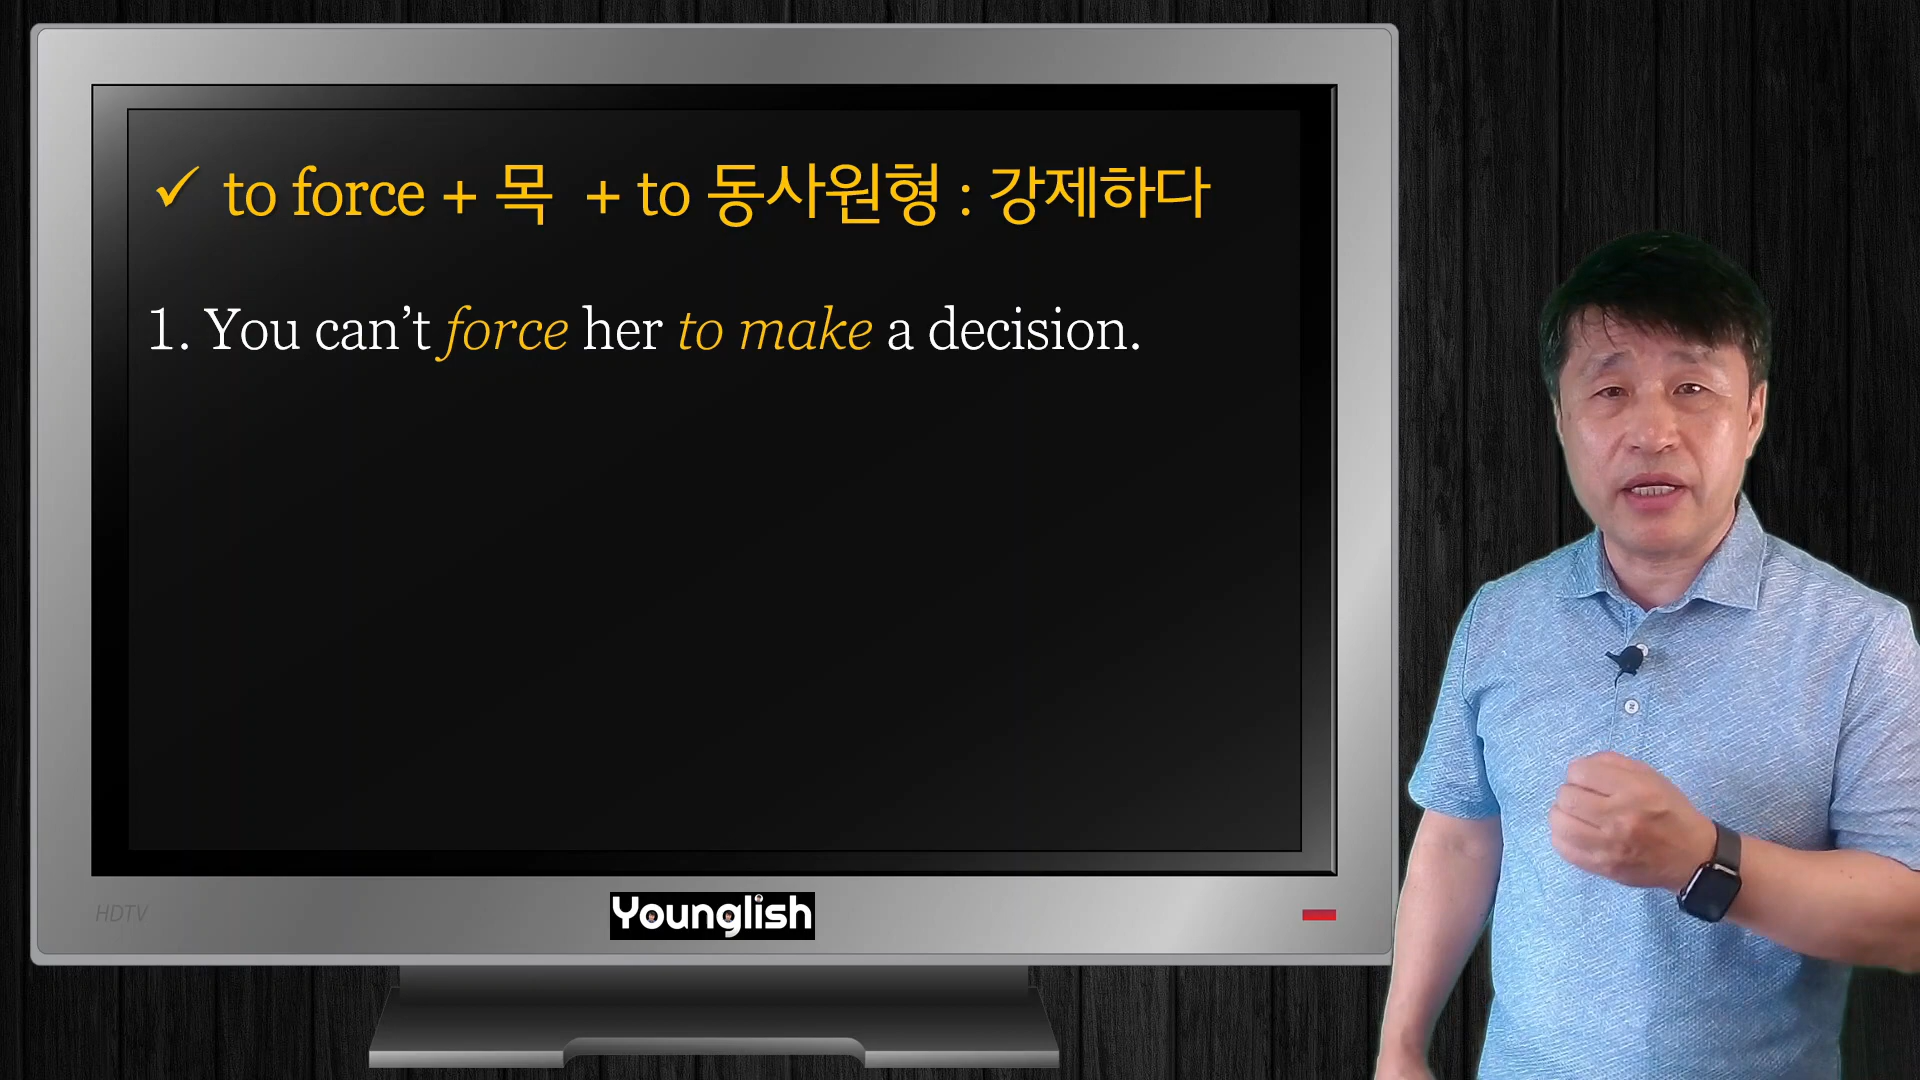 ✓ to force + 목 + to 동사원형 : 강제하다
1. You can’t force her to make a decision.
HDTV
Younglish